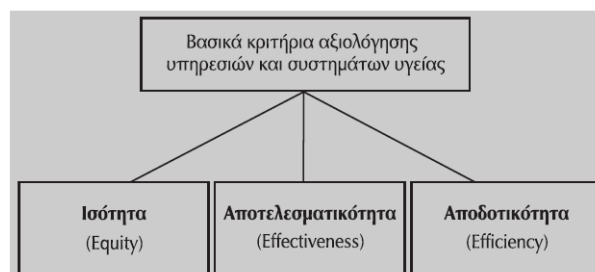 Βασικά κριτήρια αξιολόγησης
υπηρεσιών και συστημάτων υγείας
Ισότητα
(Equity)
Αποτελεσματικότητα
(Effectiveness)
Αποδοτικότητα
(Efficiency)